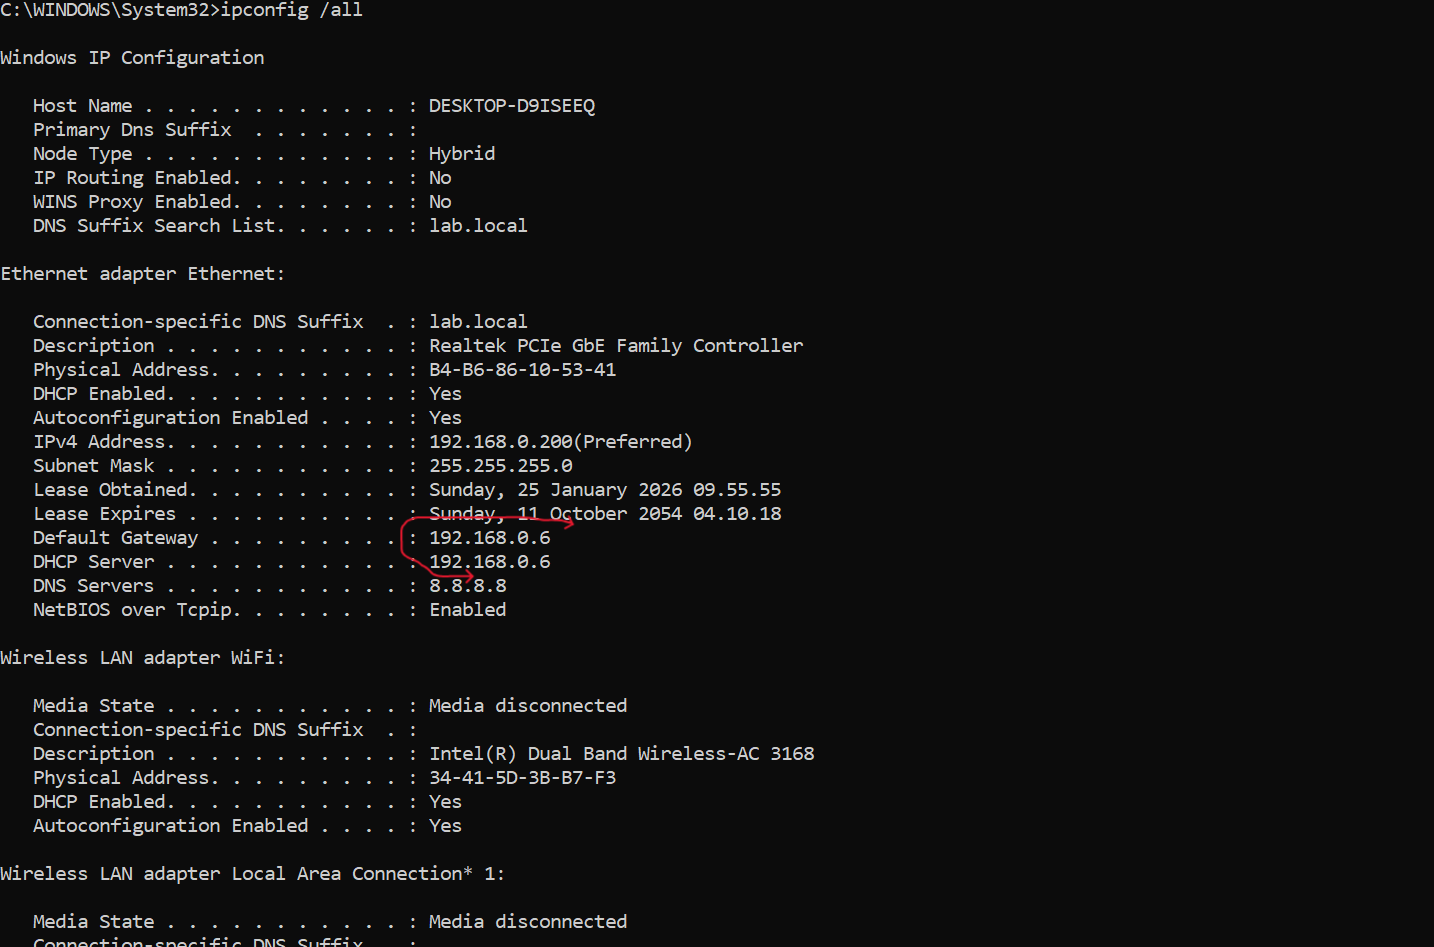 C:\WINDOWS\System32>ipconfig /all
Windows IP Configuration
Host Name . . . . . . . . . . . . : DESKTOP-D9ISEEQ
Primary Dns Suffix  . . . . . . . :
Node Type . . . . . . . . . . . . : Hybrid
IP Routing Enabled. . . . . . . . : No
WINS Proxy Enabled. . . . . . . . : No
DNS Suffix Search List. . . . . . : lab.local
Ethernet adapter Ethernet:
Connection-specific DNS Suffix  . : lab.local
Description . . . . . . . . . . . : Realtek PCIe GbE Family Controller
Physical Address. . . . . . . . . : B4-B6-86-10-53-41
DHCP Enabled. . . . . . . . . . . : Yes
Autoconfiguration Enabled . . . . : Yes
IPv4 Address. . . . . . . . . . . : 192.168.0.200(Preferred)
Subnet Mask . . . . . . . . . . . : 255.255.255.0
Lease Obtained. . . . . . . . . . : Sunday, 25 January 2026 09.55.55
Lease Expires . . . . . . . . . . : Sunday, 11 October 2054 04.10.18
Default Gateway . . . . . . . . . : 192.168.0.6
DHCP Server . . . . . . . . . . . : 192.168.0.6
DNS Servers . . . . . . . . . . . : 8.8.8.8
NetBIOS over Tcpip. . . . . . . . : Enabled
Wireless LAN adapter WiFi:
Media State . . . . . . . . . . . : Media disconnected
Connection-specific DNS Suffix  . :
Description . . . . . . . . . . . : Intel(R) Dual Band Wireless-AC 3168
Physical Address. . . . . . . . . : 34-41-5D-3B-B7-F3
DHCP Enabled. . . . . . . . . . . : Yes
Autoconfiguration Enabled . . . . : Yes
Wireless LAN adapter Local Area Connection* 1:
Media State . . . . . . . . . . . : Media disconnected
Connection-specific DNS Suffix  . :